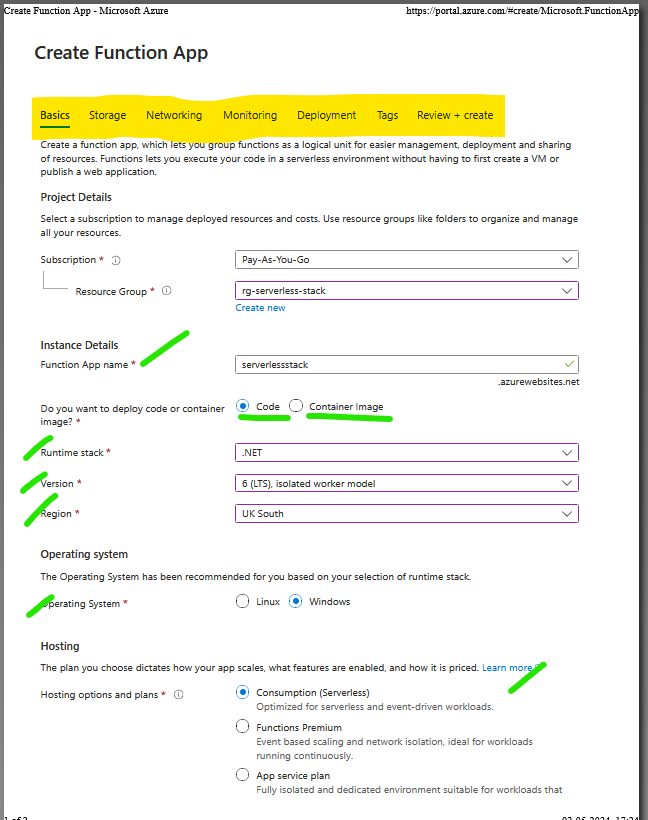 Create Function App - Microsoft Azure https://portal.azure.com/#create/Microsoft.FunctionApp
Create Function App
Basics Storage Networking Monitoring Deployment Tags Review + create
Create a function app, which lets you group functions as a logical unit for easier management, deployment and sharing
of resources. Functions lets you execute your code in a serverless environment without having to first create a VM or
publish a web application.
Project Details
Select a subscription to manage deployed resources and costs. Use resource groups like folders to organize and manage
all your resources.
Subscription * Pay-As-You-Go
Resource Group * rg-serverless-stack
Create new
Instance Details
Function App name * serverlessstack
.azurewebsites.net
Do you want to deploy code or container Code Container Image
image? *
Runtime stack * .NET
Version * 6 (LTS), isolated worker model
Region * UK South
Operating system
The Operating System has been recommended for you based on your selection of runtime stack.
Operating System * Linux Windows
Hosting
The plan you choose dictates how your app scales, what features are enabled, and how it is priced. Learn more
Hosting options and plans * Consumption (Serverless)
Optimized for serverless and event-driven workloads.
Functions Premium
Event based scaling and network isolation, ideal for workloads
running continuously.
App service plan
Fully isolated and dedicated environment suitable for workloads that